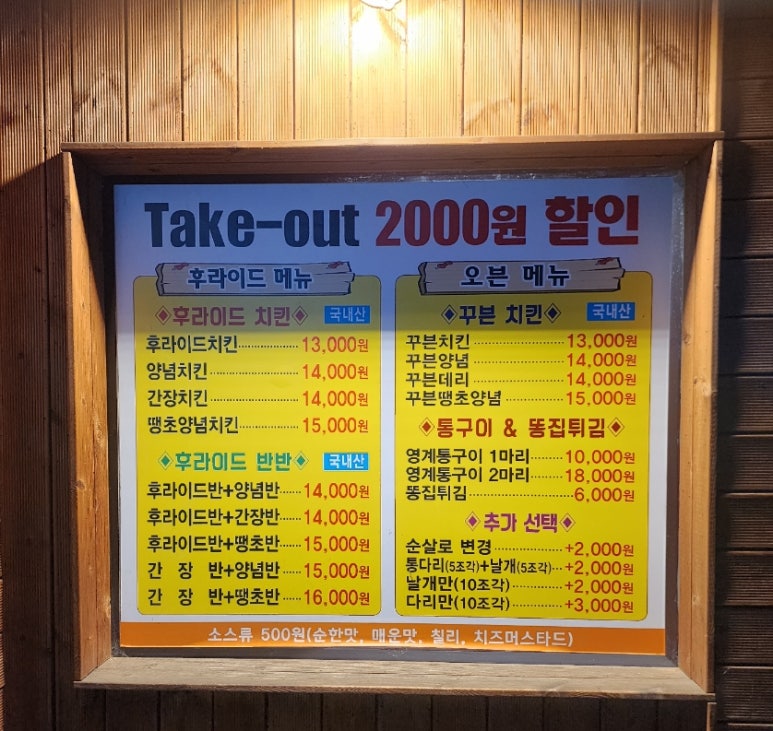 Take-out 2000원 할인
후라이드 메뉴
◈후라이드 치킨◈ 국내산
후라이드치킨 13,000원
양념치킨 14,000원
간장치킨 14,000원
땡초양념치킨 15,000원
◈후라이드 반반◈ 국내산
후라이드반+양념반 14,000원
후라이드반+간장반 14,000원
후라이드반+땡초반 15,000원
간 장 반+양념반 15,000원
간 장 반+땡초반 16,000원
오븐 메뉴
◈꾸븐 치킨◈ 국내산
꾸븐치킨 13,000원
꾸븐양념 14,000원
꾸븐데리 14,000원
꾸븐땡초양념 15,000원
◈통구이 & 똥집튀김◈
영계통구이 1마리 10,000원
영계통구이 2마리 18,000원
똥집튀김 6,000원
◈추가 선택◈
순살로 변경 +2,000원
통다리(5조각)+날개(5조각) +2,000원
날개만(10조각) +2,000원
다리만(10조각) +3,000원
소스류 500원(순한맛, 매운맛, 칠리, 치즈머스타드)